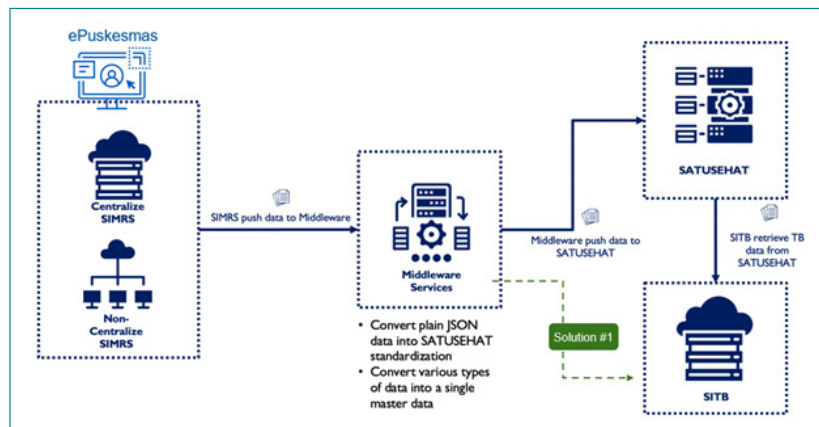 ePuskesmas
Centralize
SIMRS
Non-
Centralize
SIMRS
SIMRS push data to Middleware
Middleware
Services
• Convert plain JSON
data into SATUSEHAT
standardization
• Convert various types
of data into a single
master data
Middleware push data to
SATUSEHAT
Solution #1
SATUSEHAT
SITB retrieve TB
data from
SATUSEHAT
SITB